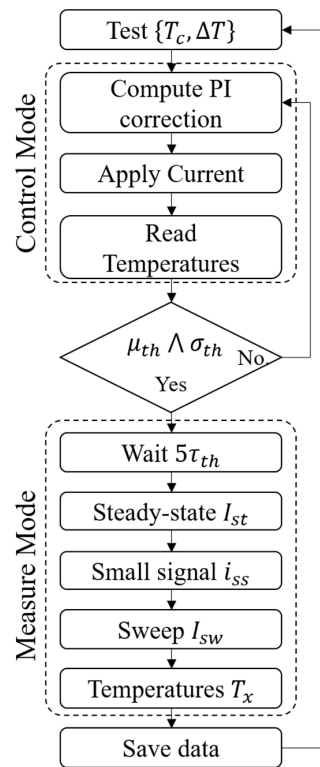 Test {T_c, ΔT}
Control Mode
Compute PI
correction
Apply Current
Read
Temperatures
μ_th ∧ σ_th
No.
Yes
Measure Mode
Wait 5τ_th
Steady-state I_st
Small signal i_ss
Sweep I_sw
Temperatures T_x
Save data